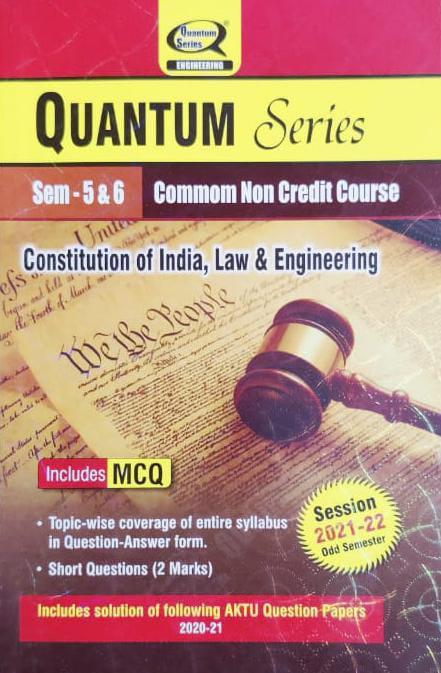 Quantum
Series
ENGINEERING
QUANTUM Series
Sem - 5 & 6 Commom Non Credit Course
Constitution of India, Law & Engineering
We the People
Includes MCQ
• Topic-wise coverage of entire syllabus
in Question-Answer form.
• Short Questions (2 Marks)
Session
2021-22
Odd Semester
Includes solution of following AKTU Question Papers
2020-21